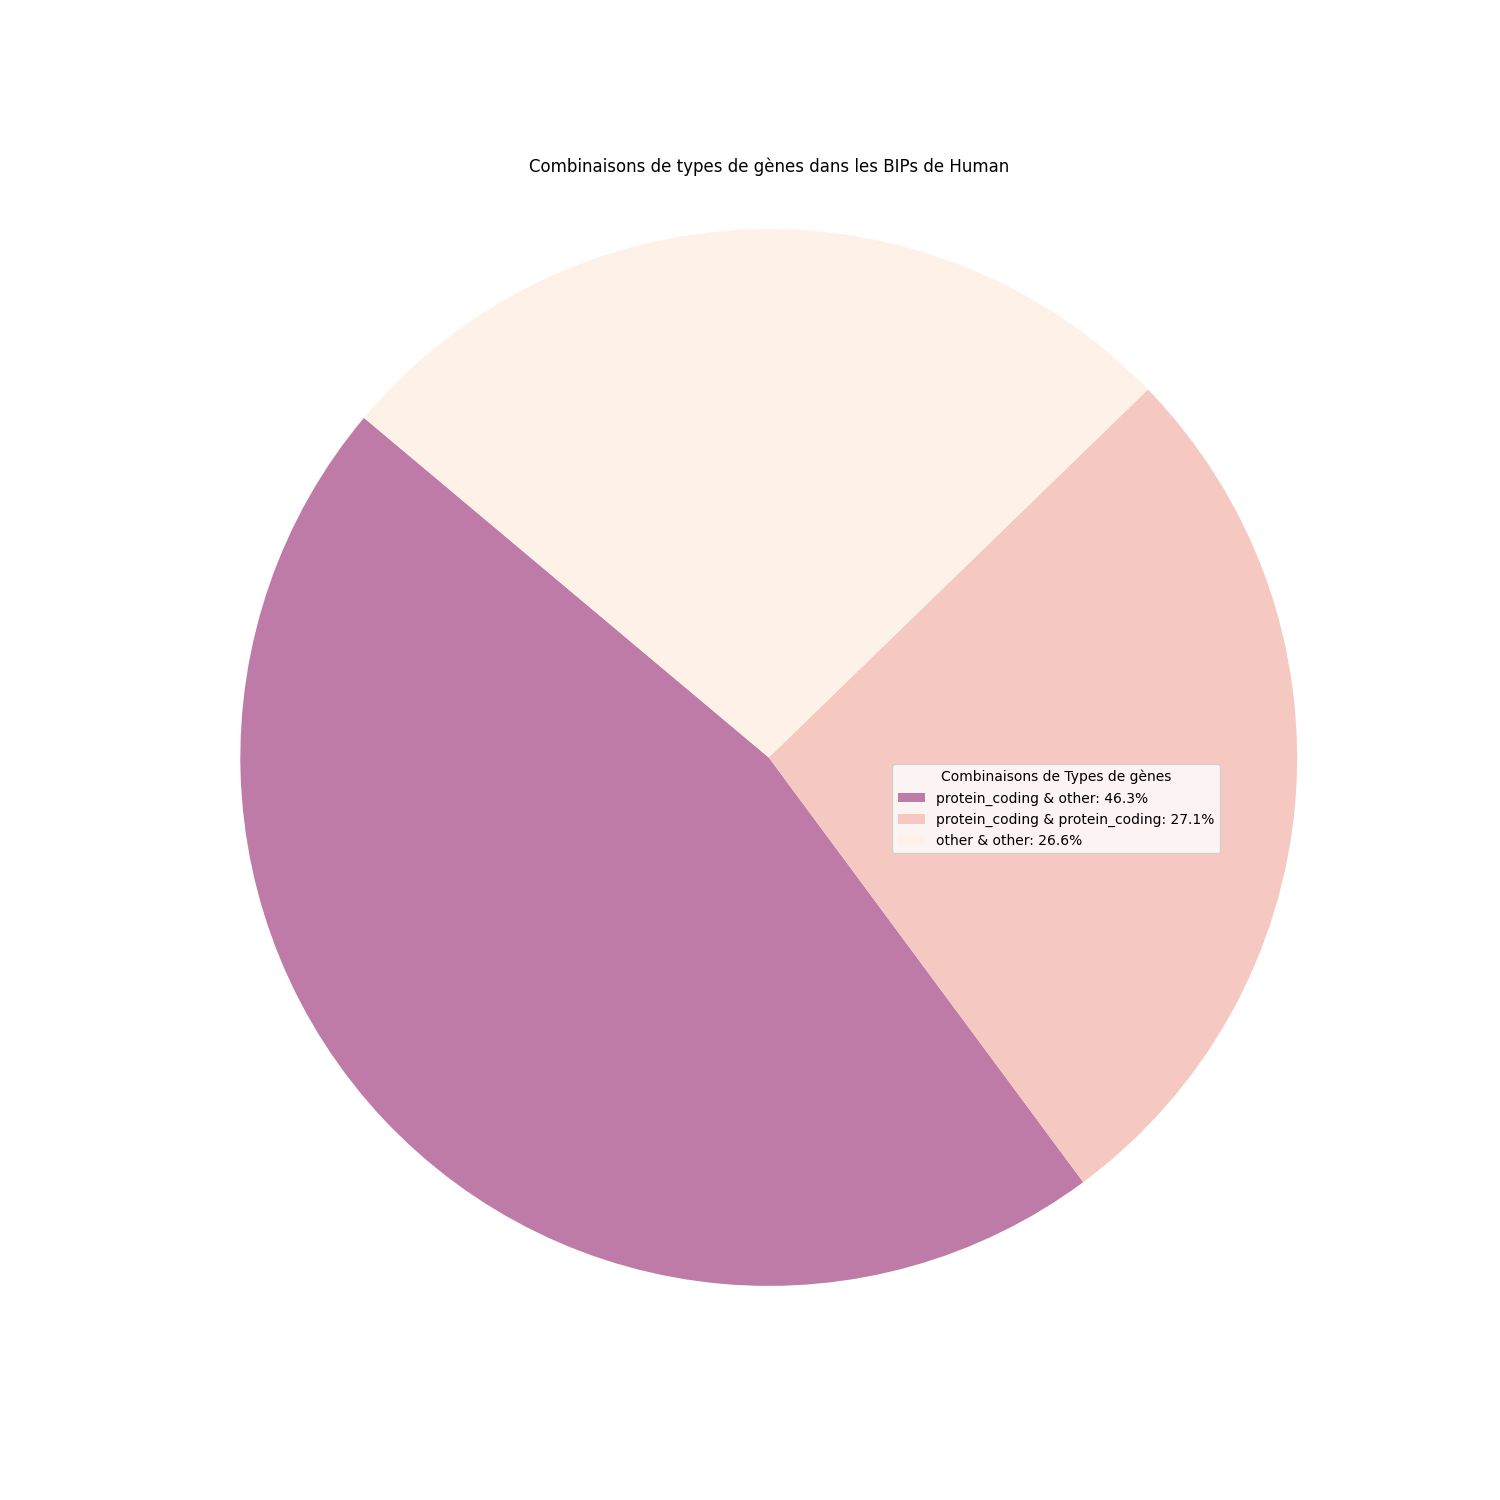 Combinaisons de types de gènes dans les BIPs de Human
Combinaisons de Types de gènes
protein_coding & other: 46.3%
protein_coding & protein_coding: 27.1%
other & other: 26.6%